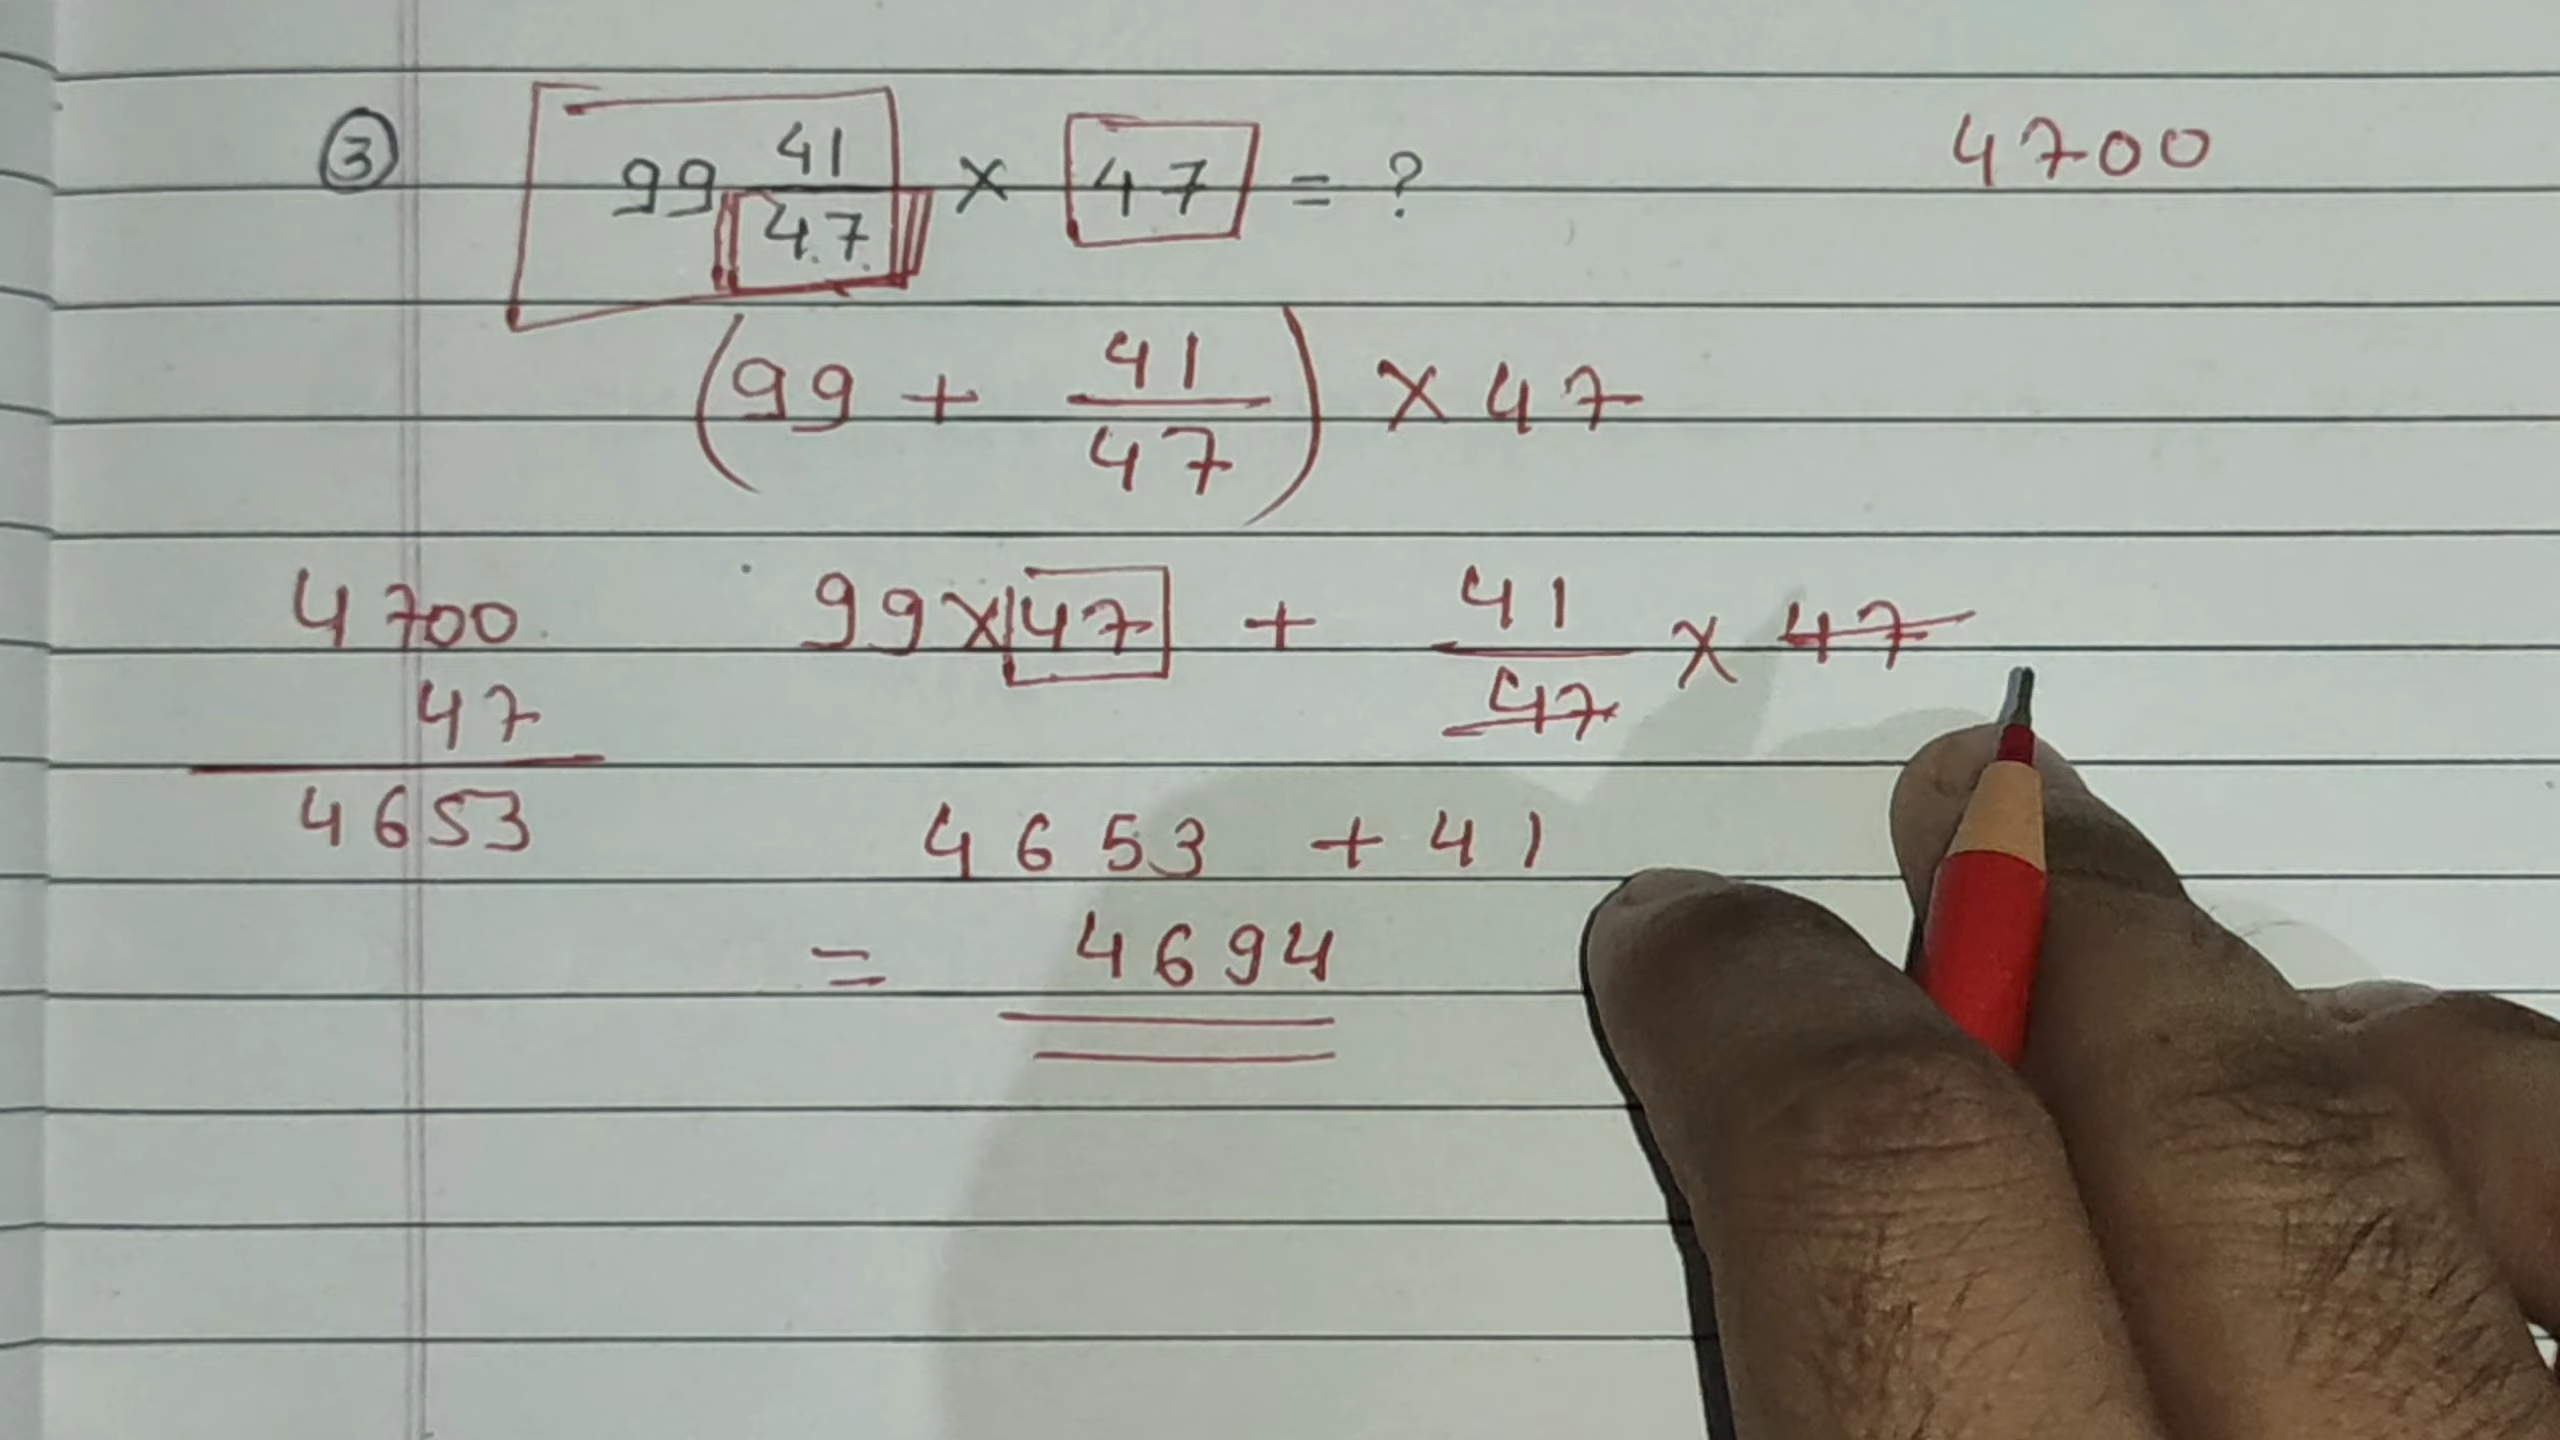 ③ 99 41/47 × 47 = ?
4700
(99 + 41/47) × 47
99×47 + 41/47 × 47
4700
47
4653
4653 + 41
= 4694